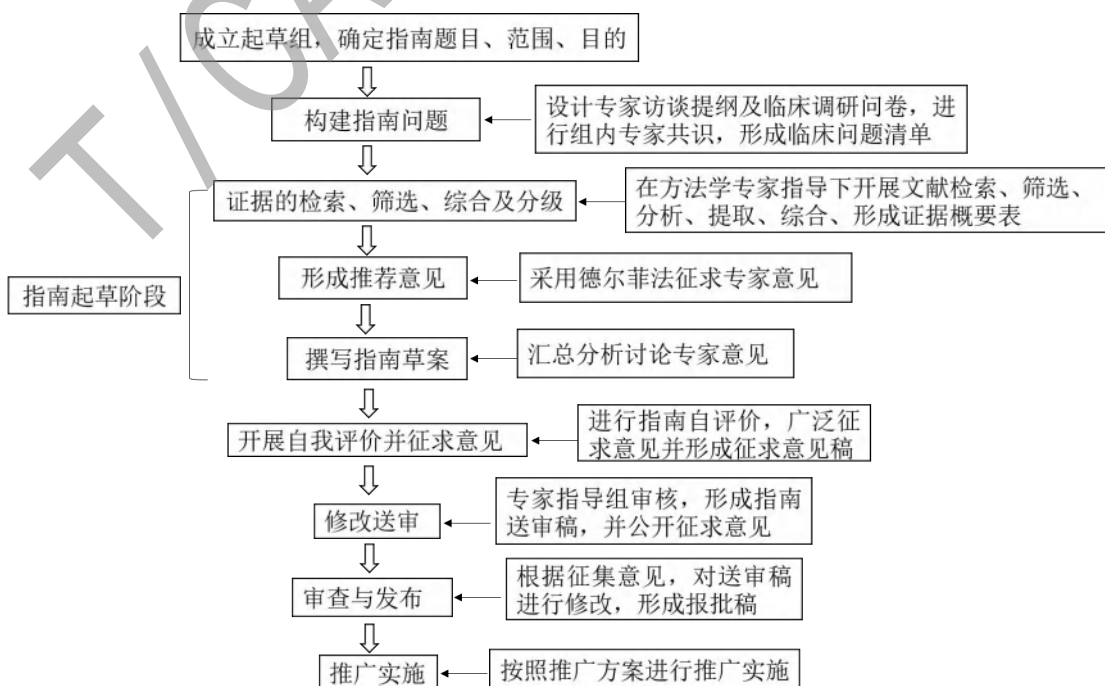 T/CA
成立起草组，确定指南题目、范围、目的
构建指南问题
设计专家访谈提纲及临床调研问卷，进
行组内专家共识，形成临床问题清单
证据的检索、筛选、综合及分级
在方法学专家指导下开展文献检索、筛选、
分析、提取、综合、形成证据概要表
指南起草阶段
形成推荐意见
采用德尔菲法征求专家意见
撰写指南草案
汇总分析讨论专家意见
开展自我评价并征求意见
进行指南自评价，广泛征
求意见并形成征求意见稿
修改送审
专家指导组审核，形成指南
送审稿，并公开征求意见
审查与发布
根据征集意见，对送审稿
进行修改，形成报批稿
推广实施
按照推广方案进行推广实施